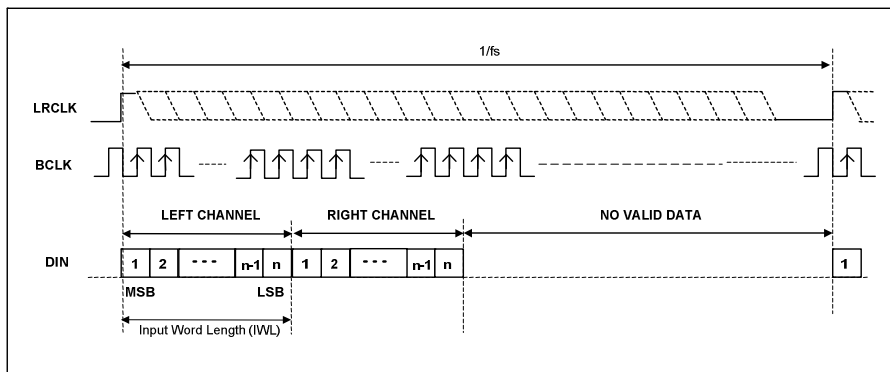 1/fs
LRCLK
BCLK
LEFT CHANNEL RIGHT CHANNEL NO VALID DATA
DIN 1 2 n-1 n 1 2 n-1 n 1
MSB LSB
Input Word Length (IWL)